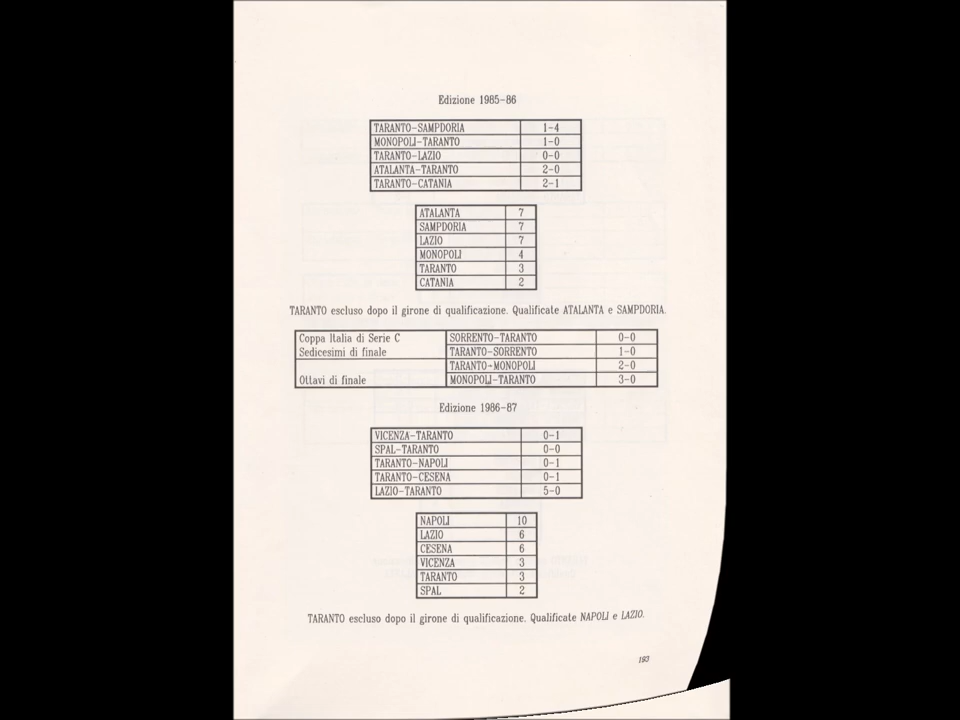 Edizione 1985-86
TARANTO-SAMPDORIA 1-4
MONOPOLI-TARANTO 1-0
TARANTO-LAZIO 0-0
ATALANTA-TARANTO 2-0
TARANTO-CATANIA 2-1
ATALANTA 7
SAMPDORIA 7
LAZIO 7
MONOPOLI 4
TARANTO 3
CATANIA 2
TARANTO escluso dopo il girone di qualificazione. Qualificate ATALANTA e SAMPDORIA.
Coppa Italia di Serie C SORRENTO-TARANTO 0-0
Sedicesimi di finale TARANTO-SORRENTO 1-0
TARANTO-MONOPOLI 2-0
Ottavi di finale MONOPOLI-TARANTO 3-0
Edizione 1986-87
VICENZA-TARANTO 0-1
SPAL-TARANTO 0-0
TARANTO-NAPOLI 0-1
TARANTO-CESENA 0-1
LAZIO-TARANTO 5-0
NAPOLI 10
LAZIO 6
CESENA 6
VICENZA 3
TARANTO 3
SPAL 2
TARANTO escluso dopo il girone di qualificazione. Qualificate NAPOLI e LAZIO.
193